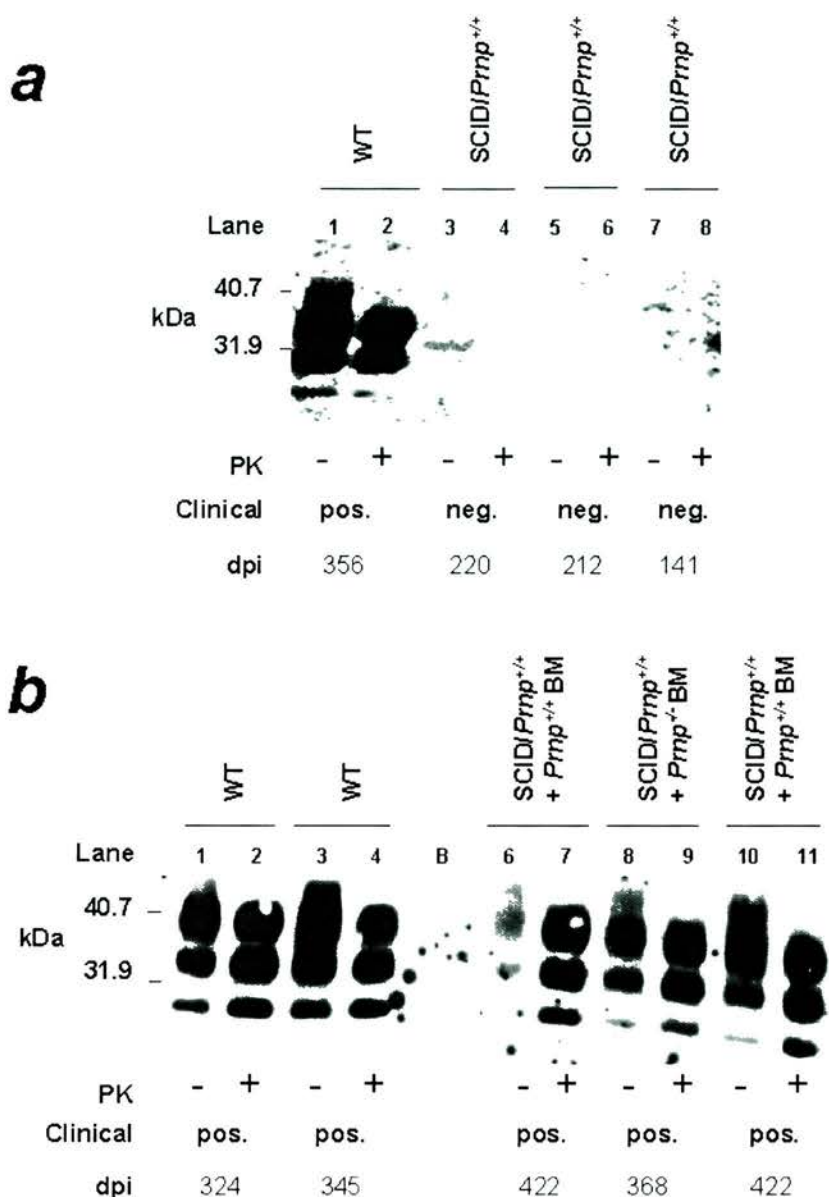 a
WT
SCID/Prnp+/+
SCID/Prnp+/+
SCID/Prnp+/+
Lane 1 2 3 4 5 6 7 8
40.7
kDa
31.9
PK - + - + - + - +
Clinical pos. neg. neg. neg.
dpi 356 220 212 141
b
WT
WT
SCID/Prnp+/+
+ Prnp+/+ BM
SCID/Prnp+/+
+ Prnp-/- BM
SCID/Prnp+/+
+ Prnp+/+ BM
Lane 1 2 3 4 B 6 7 8 9 10 11
40.7
kDa
31.9
PK - + - + - + - + - +
Clinical pos. pos. pos. pos. pos.
dpi 324 345 422 368 422